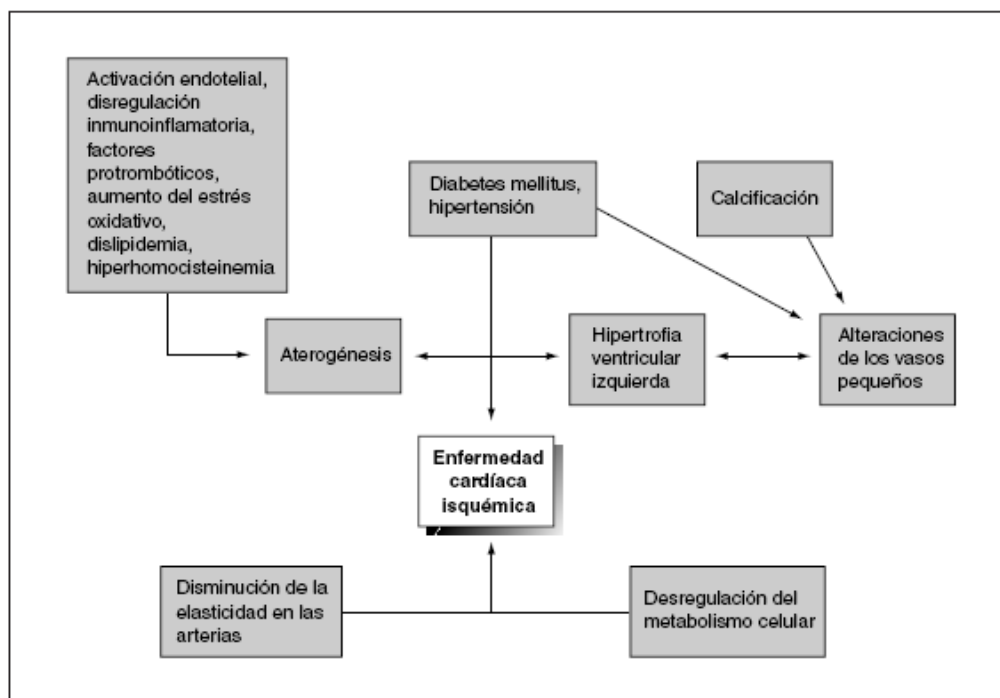 Activación endotelial,
disregulación
inmunoinflamatoria,
factores
protrombóticos,
aumento del estrés
oxidativo,
dislipidemia,
hiperhomocisteinemia
Diabetes mellitus,
hipertensión
Calcificación
Aterogénesis
Hipertrofia
ventricular
izquierda
Alteraciones
de los vasos
pequeños
Enfermedad
cardíaca
isquémica
Disminución de la
elasticidad en las
arterias
Desregulación del
metabolismo celular